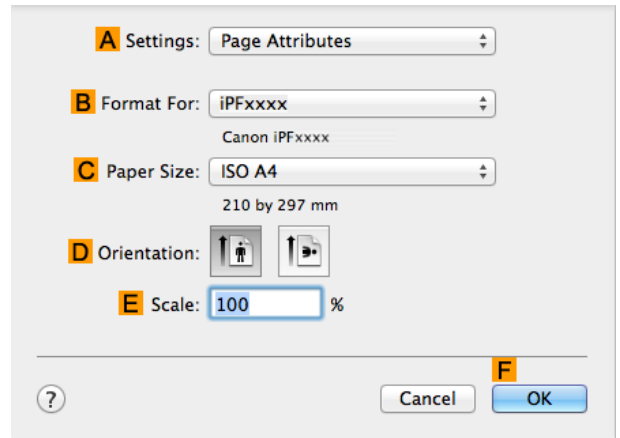 A Settings: Page Attributes
B Format For: iPFxxxx
Canon iPFxxxx
C Paper Size: ISO A4
210 by 297 mm
D Orientation:
E Scale: 100 %
F
? Cancel OK